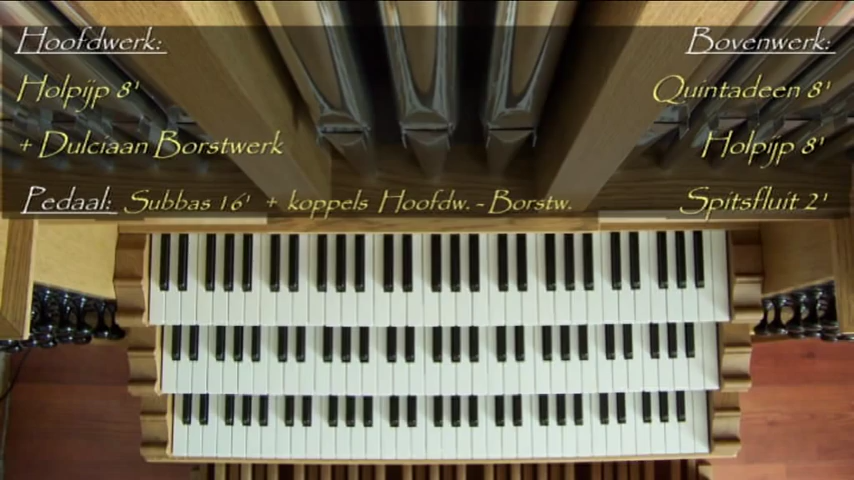 Hoofdwerk:
Holpijp 8'
+ Dulciaan Borstwerk
Bovenwerk:
Quintadeen 8'
Holpijp 8'
Spitsfluit 2'
Pedaal: Subbas 16' + koppels Hoofdw. - Borstw.